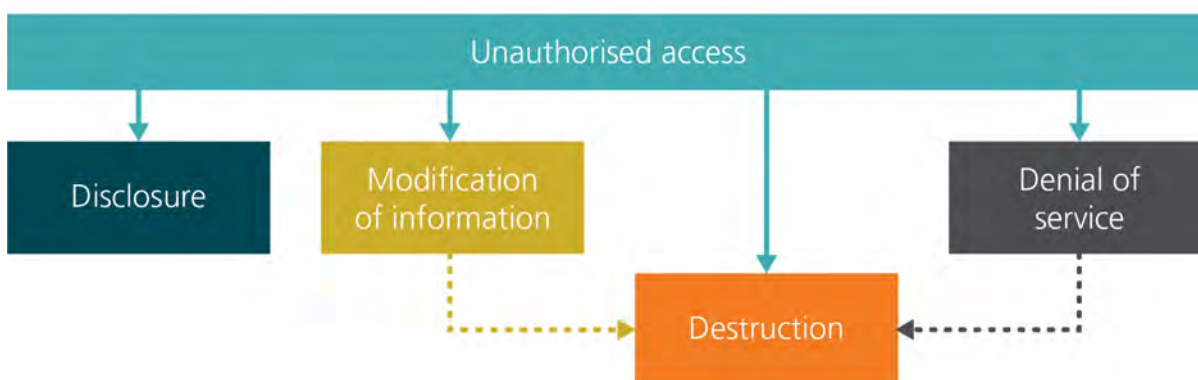 Unauthorised access
Disclosure
Modification
of information
Denial of
service
Destruction